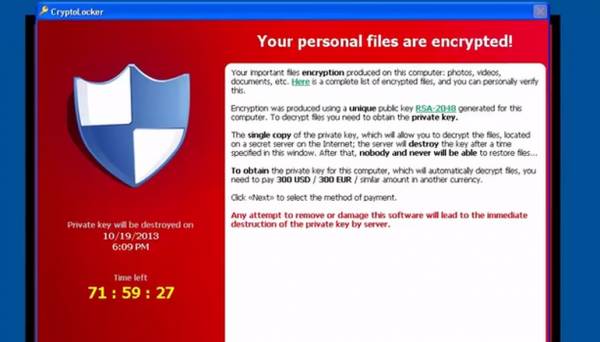 CryptoLocker
Your personal files are encrypted!
Your important files encryption produced on this computer: photos, videos,
documents, etc. Here is a complete list of encrypted files, and you can personally verify
this.
Encryption was produced using a unique public key RSA-2048 generated for this
computer. To decrypt files you need to obtain the private key.
The single copy of the private key, which will allow you to decrypt the files, located
on a secret server on the Internet; the server will destroy the key after a time
specified in this window. After that, nobody and never will be able to restore files...
To obtain the private key for this computer, which will automatically decrypt files, you
need to pay 300 USD / 300 EUR / similar amount in another currency.
Click «Next» to select the method of payment.
Any attempt to remove or damage this software will lead to the immediate
destruction of the private key by server.
Private key will be destroyed on
10/19/2013
6:09 PM
Time left
71 : 59 : 27